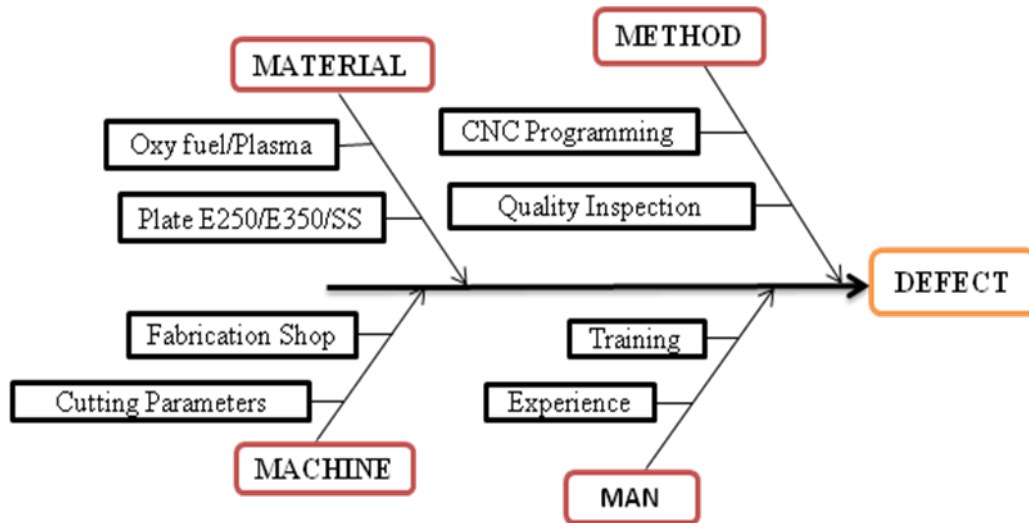 METHOD
MATERIAL
CNC Programming
Oxy fuel/Plasma
Quality Inspection
Plate E250/E350/SS
DEFECT
Fabrication Shop
Training
Cutting Parameters
Experience
MACHINE
MAN